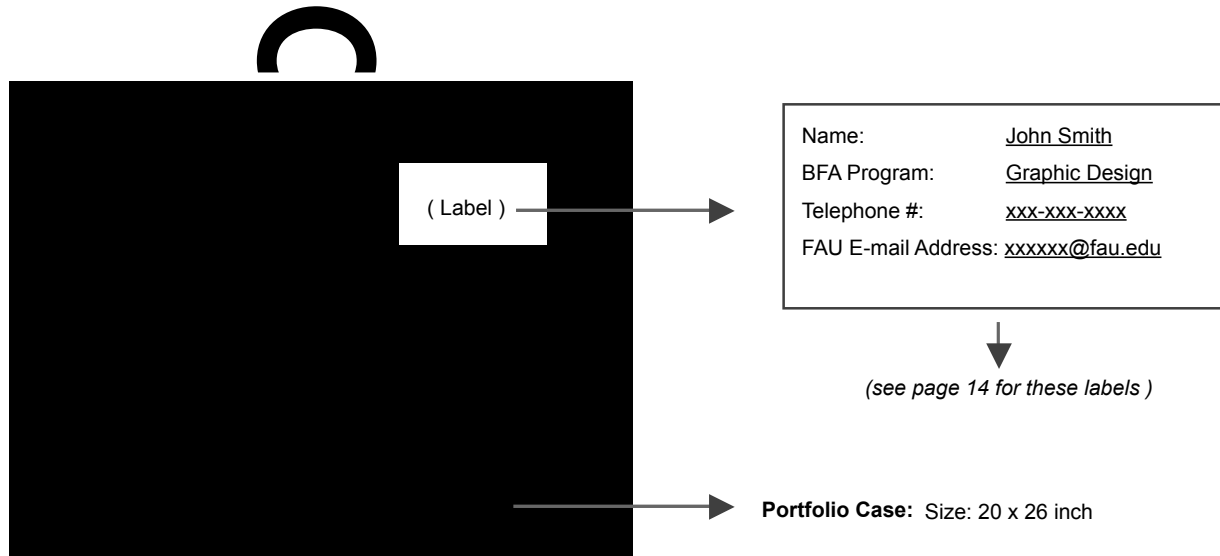 ( Label )
Name: John Smith
BFA Program: Graphic Design
Telephone #: xxx-xxx-xxxx
FAU E-mail Address: xxxxxx@fau.edu
(see page 14 for these labels )
Portfolio Case: Size: 20 x 26 inch